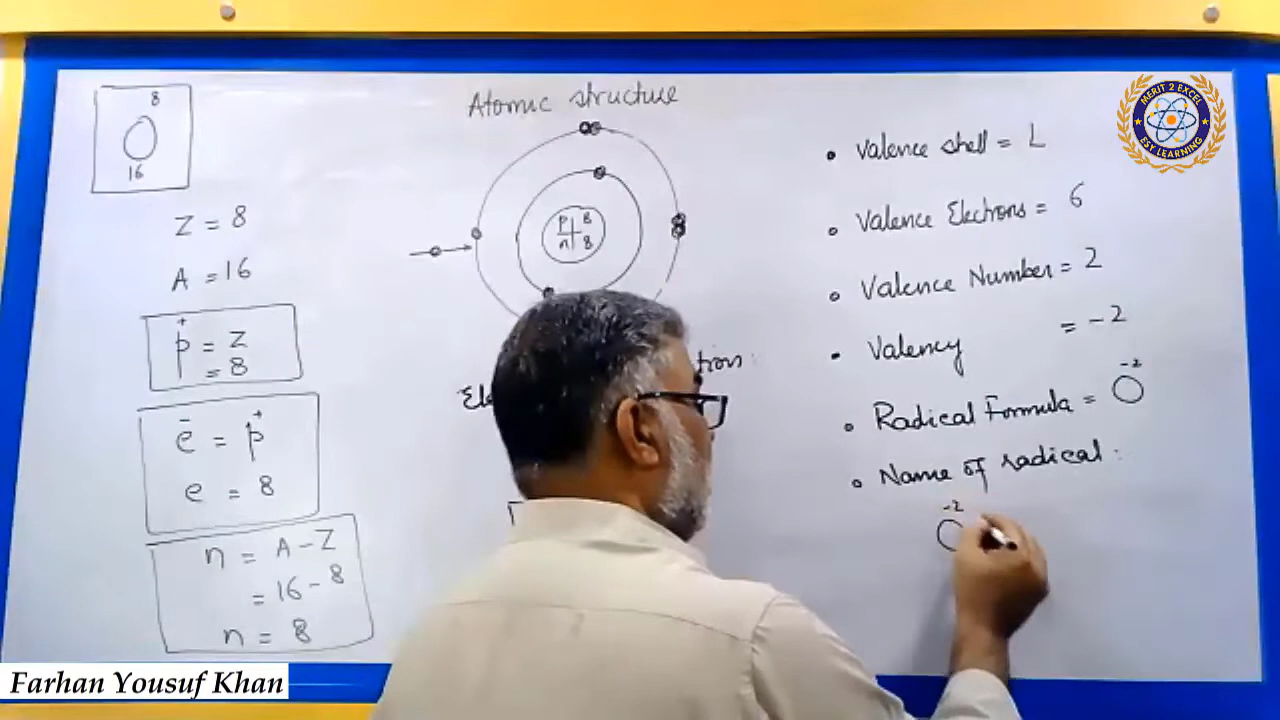 8
O
16
Z = 8
A = 16
p⁺ = Z
= 8
e⁻ = p⁺
e = 8
n = A - Z
= 16 - 8
n = 8
Atomic structure
p 8
n 8
tion:
• Valence Shell = L
• Valence Electrons = 6
• Valence Number = 2
• Valency = -2
• Radical Formula = O⁻²
• Name of radical:
O⁻²
MERIT 2 EXCEL
ESY LEARNING
Farhan Yousuf Khan